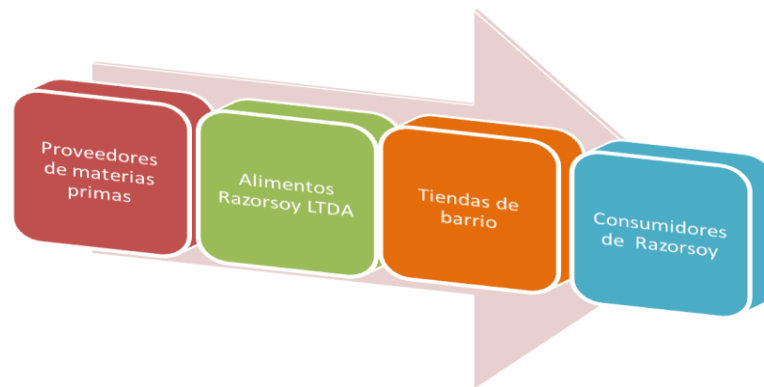 Proveedores
de materias
primas
Alimentos
Razorsoy LTDA
Tiendas de
barrio
Consumidores
de Razorsoy